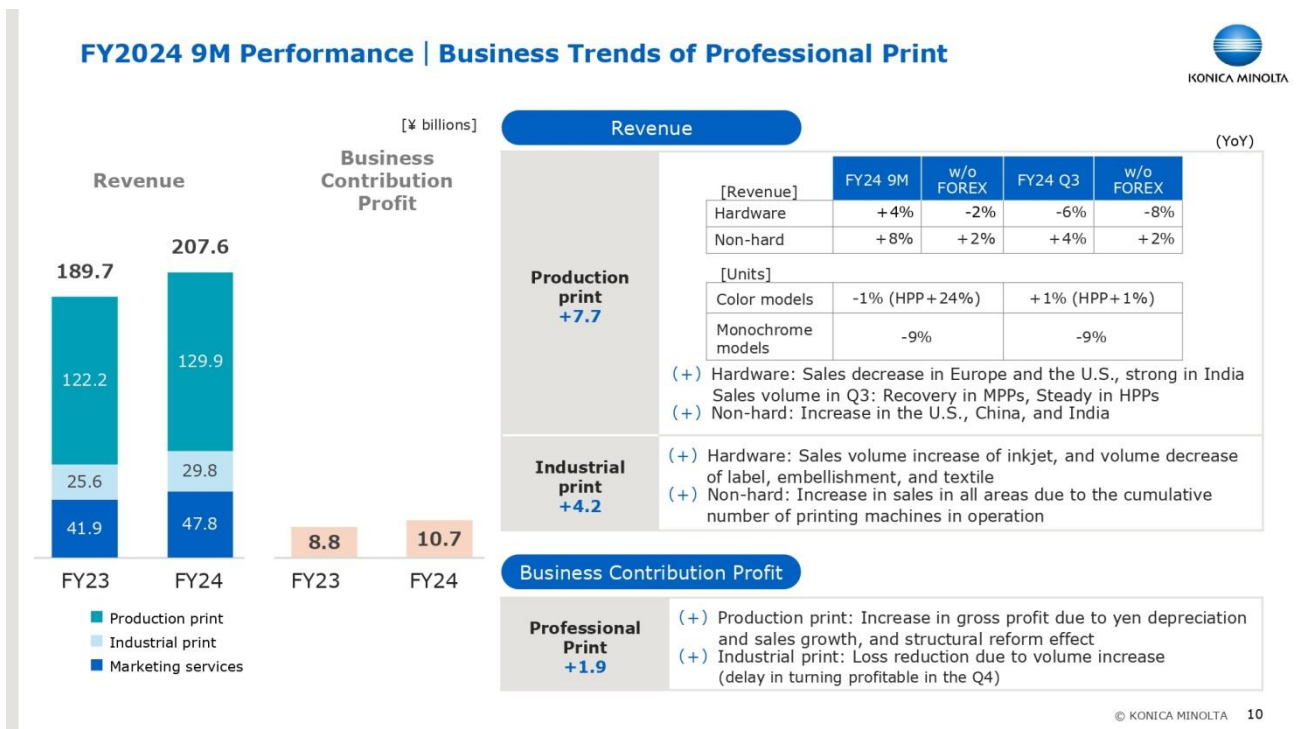 FY2024 9M Performance | Business Trends of Professional Print
KONICA MINOLTA
[¥ billions]
Revenue
Business
Contribution
Profit
189.7
207.6
122.2
129.9
25.6
29.8
41.9
47.8
8.8
10.7
FY23
FY24
FY23
FY24
Production print
Industrial print
Marketing services
Revenue
(YoY)
Production
print
+7.7
[Revenue]
FY24 9M
w/o
FOREX
FY24 Q3
w/o
FOREX
Hardware
+4%
-2%
-6%
-8%
Non-hard
+8%
+2%
+4%
+2%
[Units]
Color models
-1% (HPP+24%)
+1% (HPP+1%)
Monochrome
models
-9%
-9%
(+) Hardware: Sales decrease in Europe and the U.S., strong in India
Sales volume in Q3: Recovery in MPPs, Steady in HPPs
(+) Non-hard: Increase in the U.S., China, and India
Industrial
print
+4.2
(+) Hardware: Sales volume increase of inkjet, and volume decrease
of label, embellishment, and textile
(+) Non-hard: Increase in sales in all areas due to the cumulative
number of printing machines in operation
Business Contribution Profit
Professional
Print
+1.9
(+) Production print: Increase in gross profit due to yen depreciation
and sales growth, and structural reform effect
(+) Industrial print: Loss reduction due to volume increase
(delay in turning profitable in the Q4)
© KONICA MINOLTA 10